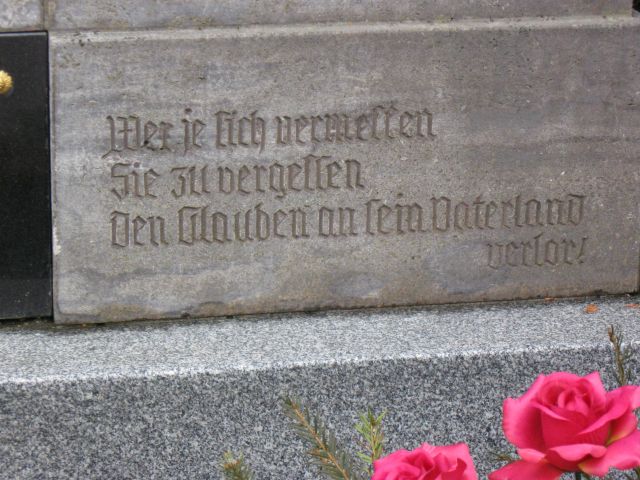 Wer je sich vermessen
Sie zu vergessen
Den Glauben an sein Vaterland
verlor!